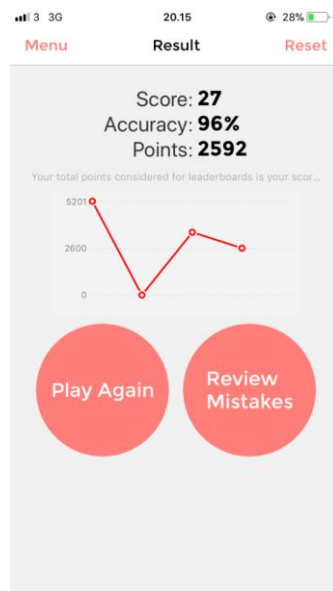 3 3G 20.15 28%
Menu Result Reset
Score: 27
Accuracy: 96%
Points: 2592
Your total points considered for leaderboards is your scor...
5201
2600
0
Play Again
Review
Mistakes